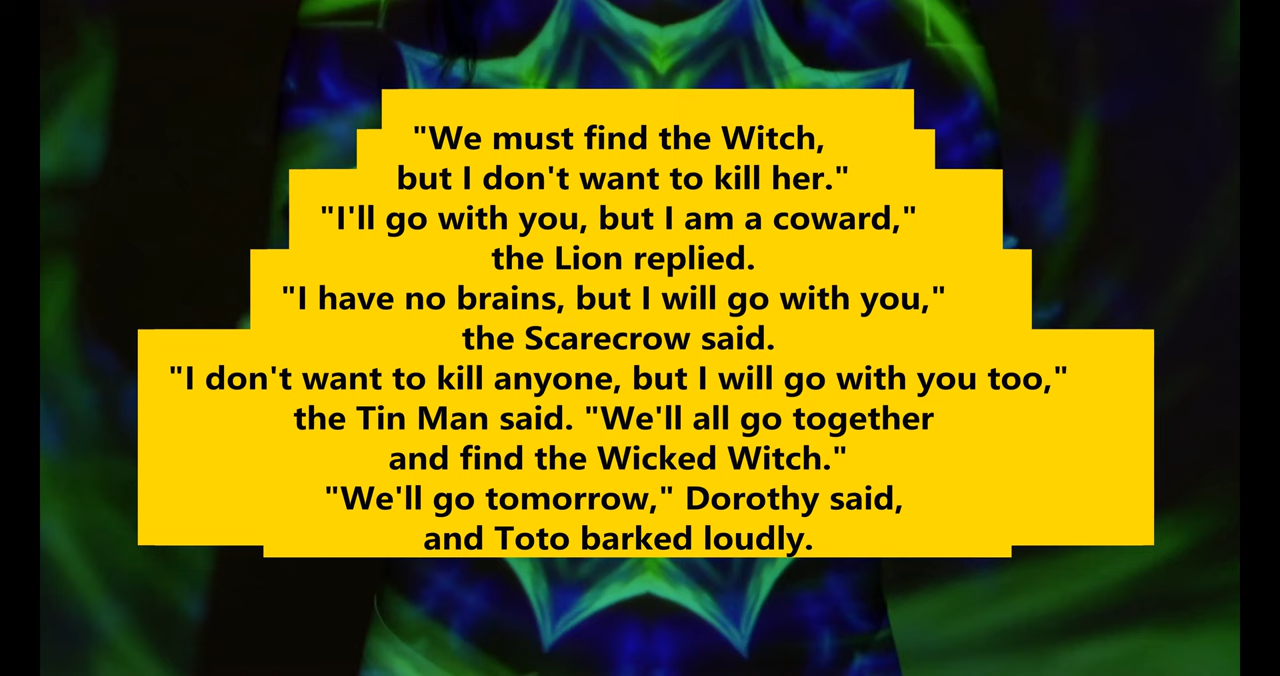 "We must find the Witch,
but I don't want to kill her."
"I'll go with you, but I am a coward,"
the Lion replied.
"I have no brains, but I will go with you,"
the Scarecrow said.
"I don't want to kill anyone, but I will go with you too,"
the Tin Man said. "We'll all go together
and find the Wicked Witch."
"We'll go tomorrow," Dorothy said,
and Toto barked loudly.